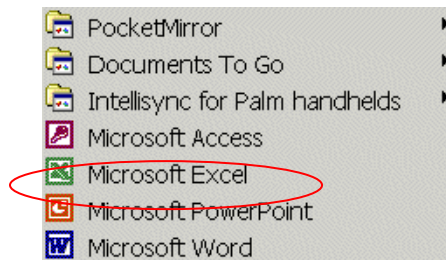 PocketMirror
Documents To Go
Intellisync for Palm handhelds
Microsoft Access
Microsoft Excel
Microsoft PowerPoint
Microsoft Word